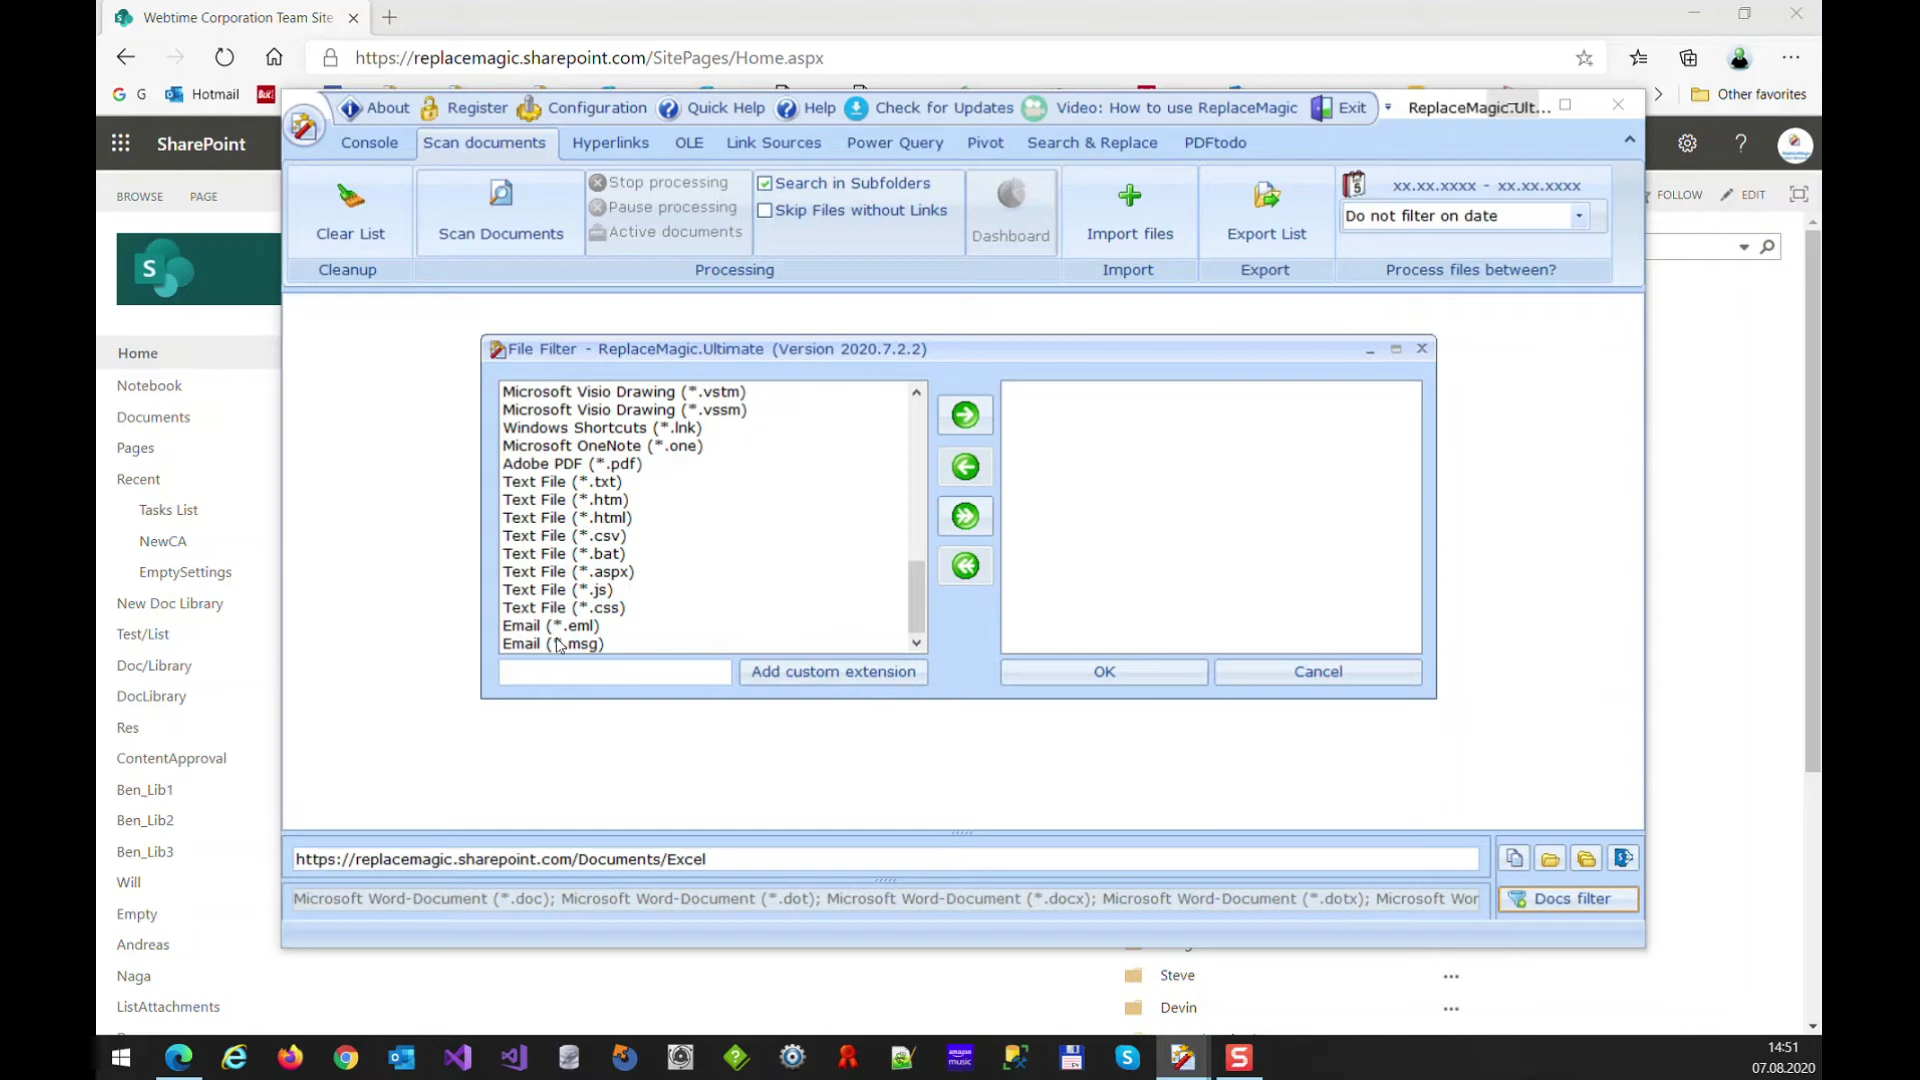 Webtime Corporation Team Site
https://replacemagic.sharepoint.com/SitePages/Home.aspx
G
Hotmail
Other favorites
About
Register
Configuration
Quick Help
Help
Check for Updates
Video: How to use ReplaceMagic
Exit
ReplaceMagic.Ult...
SharePoint
Console
Scan documents
Hyperlinks
OLE
Link Sources
Power Query
Pivot
Search & Replace
PDFtodo
BROWSE
PAGE
FOLLOW
EDIT
Clear List
Scan Documents
Stop processing
Pause processing
Active documents
Search in Subfolders
Skip Files without Links
Dashboard
Import files
Export List
xx.xx.xxxx - xx.xx.xxxx
Do not filter on date
Cleanup
Processing
Import
Export
Process files between?
File Filter - ReplaceMagic.Ultimate (Version 2020.7.2.2)
Microsoft Visio Drawing (*.vstm)
Microsoft Visio Drawing (*.vssm)
Windows Shortcuts (*.lnk)
Microsoft OneNote (*.one)
Adobe PDF (*.pdf)
Text File (*.txt)
Text File (*.htm)
Text File (*.html)
Text File (*.csv)
Text File (*.bat)
Text File (*.aspx)
Text File (*.js)
Text File (*.css)
Email (*.eml)
Email (*.msg)
Add custom extension
OK
Cancel
Home
Notebook
Documents
Pages
Recent
Tasks List
NewCA
EmptySettings
New Doc Library
Test/List
Doc/Library
DocLibrary
Res
ContentApproval
Ben_Lib1
Ben_Lib2
Ben_Lib3
Will
Empty
Andreas
Naga
ListAttachments
https://replacemagic.sharepoint.com/Documents/Excel
Microsoft Word-Document (*.doc); Microsoft Word-Document (*.dot); Microsoft Word-Document (*.docx); Microsoft Word-Document (*.dotx); Microsoft Wor
Docs filter
Steve
Devin
amazon
music
14:51
07.08.2020